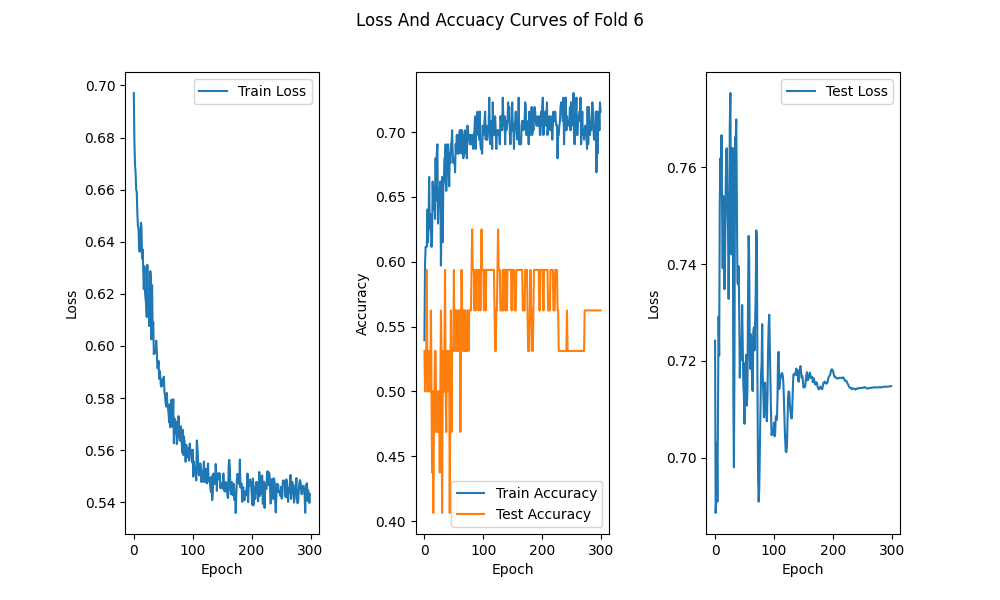 Loss And Accuacy Curves of Fold 6
0.70
0.68
0.66
0.64
0.62
0.60
0.58
0.56
0.54
Loss
0 100 200 300
Epoch
Train Loss
0.70
0.65
0.60
0.55
0.50
0.45
0.40
Accuracy
0 100 200 300
Epoch
Train Accuracy
Test Accuracy
0.76
0.74
0.72
0.70
Loss
0 100 200 300
Epoch
Test Loss